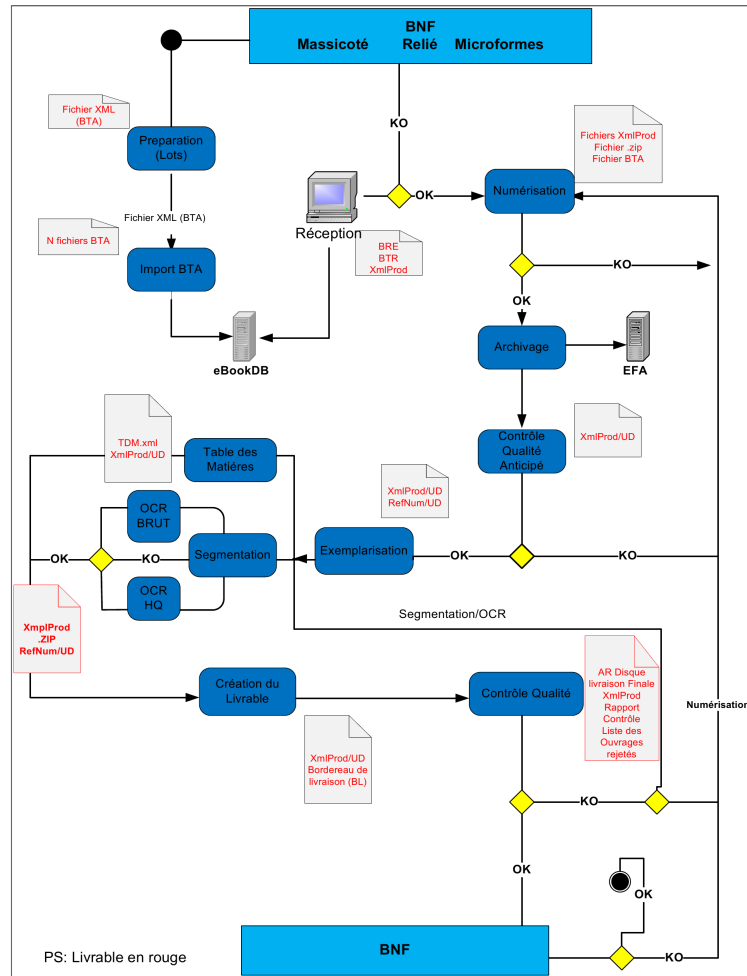 BNF
Massicoté Relié Microformes
Fichier XML
(BTA)
KO
Preparation
(Lots)
Fichiers XmlProd
Fichier .zip
Fichier BTA
OK
Numérisation
Fichier XML (BTA)
Réception
N fichiers BTA
BRE
BTR
XmlProd
Import BTA
KO
OK
eBookDB
Archivage
EFA
TDM.xml
XmlProd/UD
Table des
Matiéres
Contrôle
Qualité
Anticipé
XmlProd/UD
XmlProd/UD
RefNum/UD
OCR
BRUT
OK
KO
Segmentation
Exemplarisation
OK
KO
OCR
HQ
Segmentation/OCR
XmplProd
.ZIP
RefNum/UD
AR Disque
livraison Finale
XmlProd
Rapport
Contrôle
Liste des
Ouvrages
rejetés
Création du
Livrable
Contrôle Qualité
Numérisation
XmlProd/UD
Bordereau de
livraison (BL)
KO
OK
OK
BNF
KO
PS: Livrable en rouge